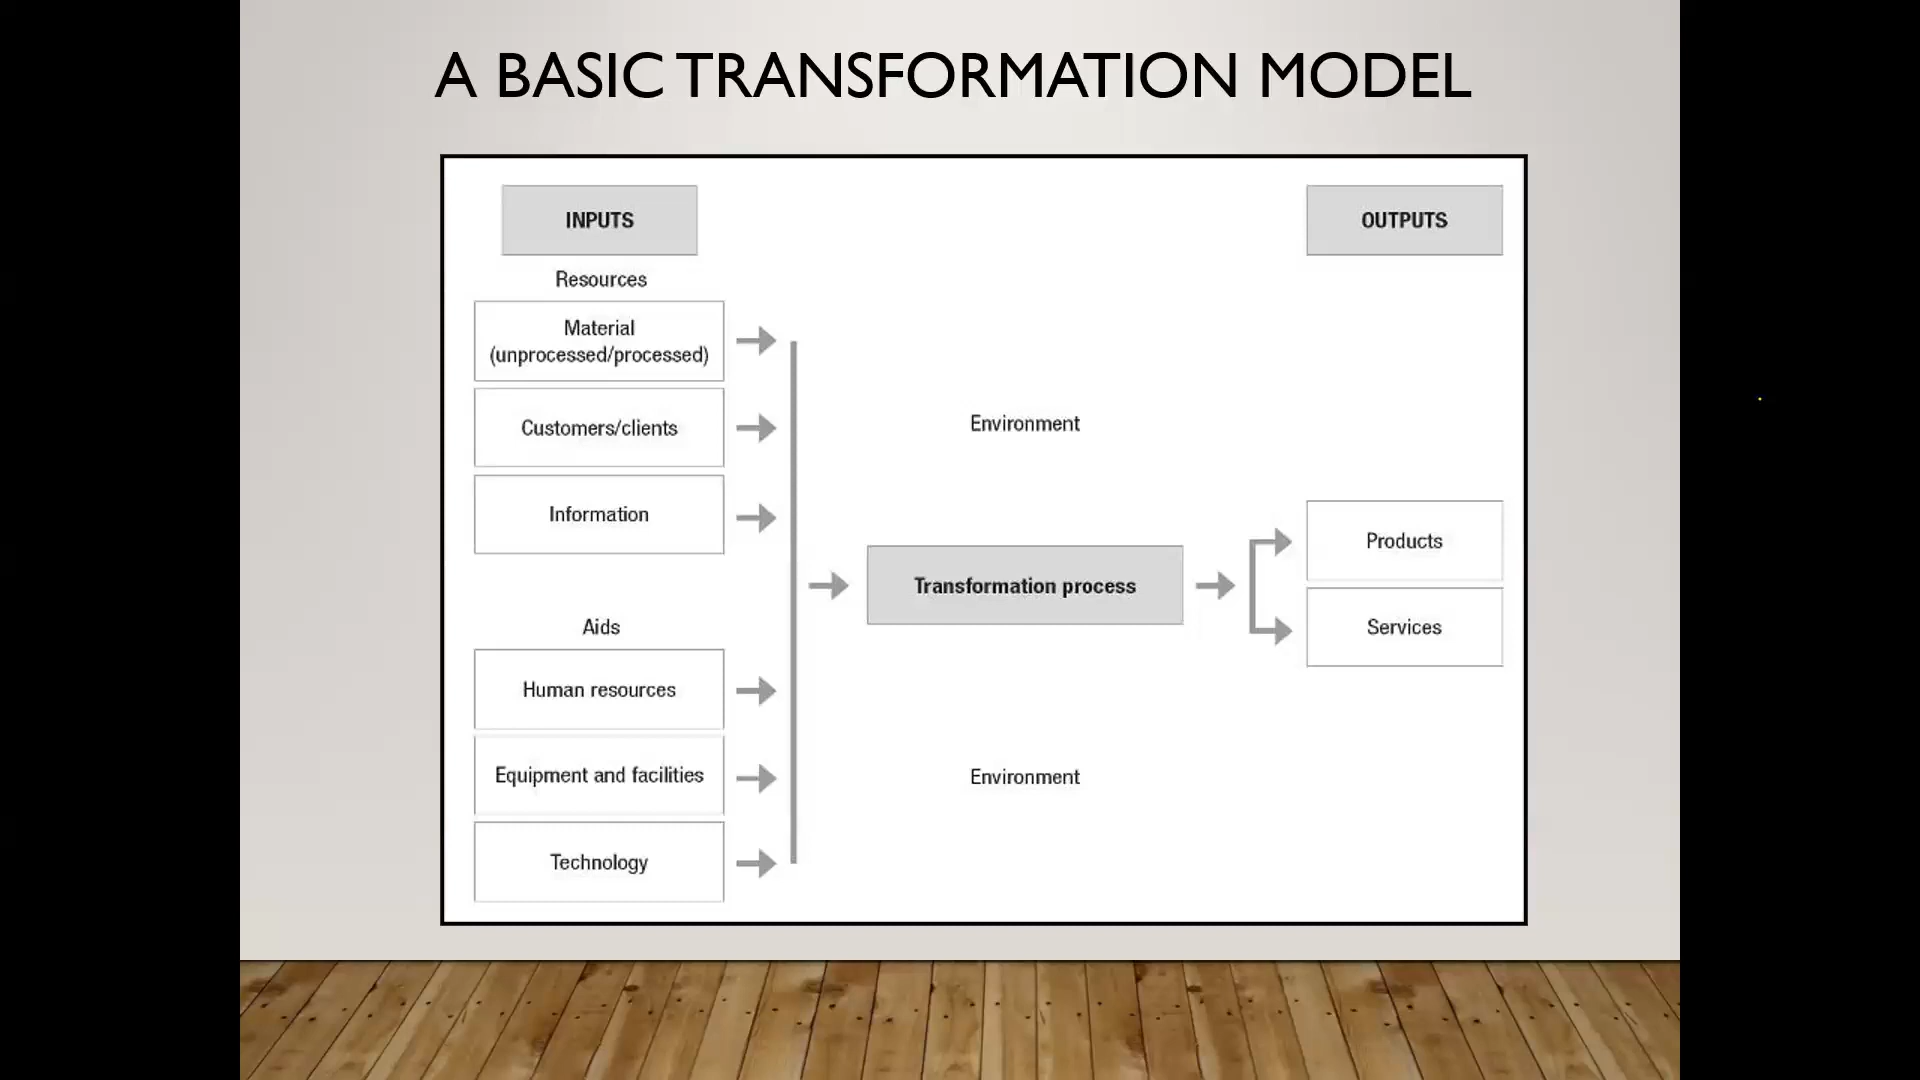 A BASIC TRANSFORMATION MODEL
INPUTS
Resources
Material
(unprocessed/processed)
Customers/clients
Information
Aids
Human resources
Equipment and facilities
Technology
Environment
Transformation process
Environment
OUTPUTS
Products
Services